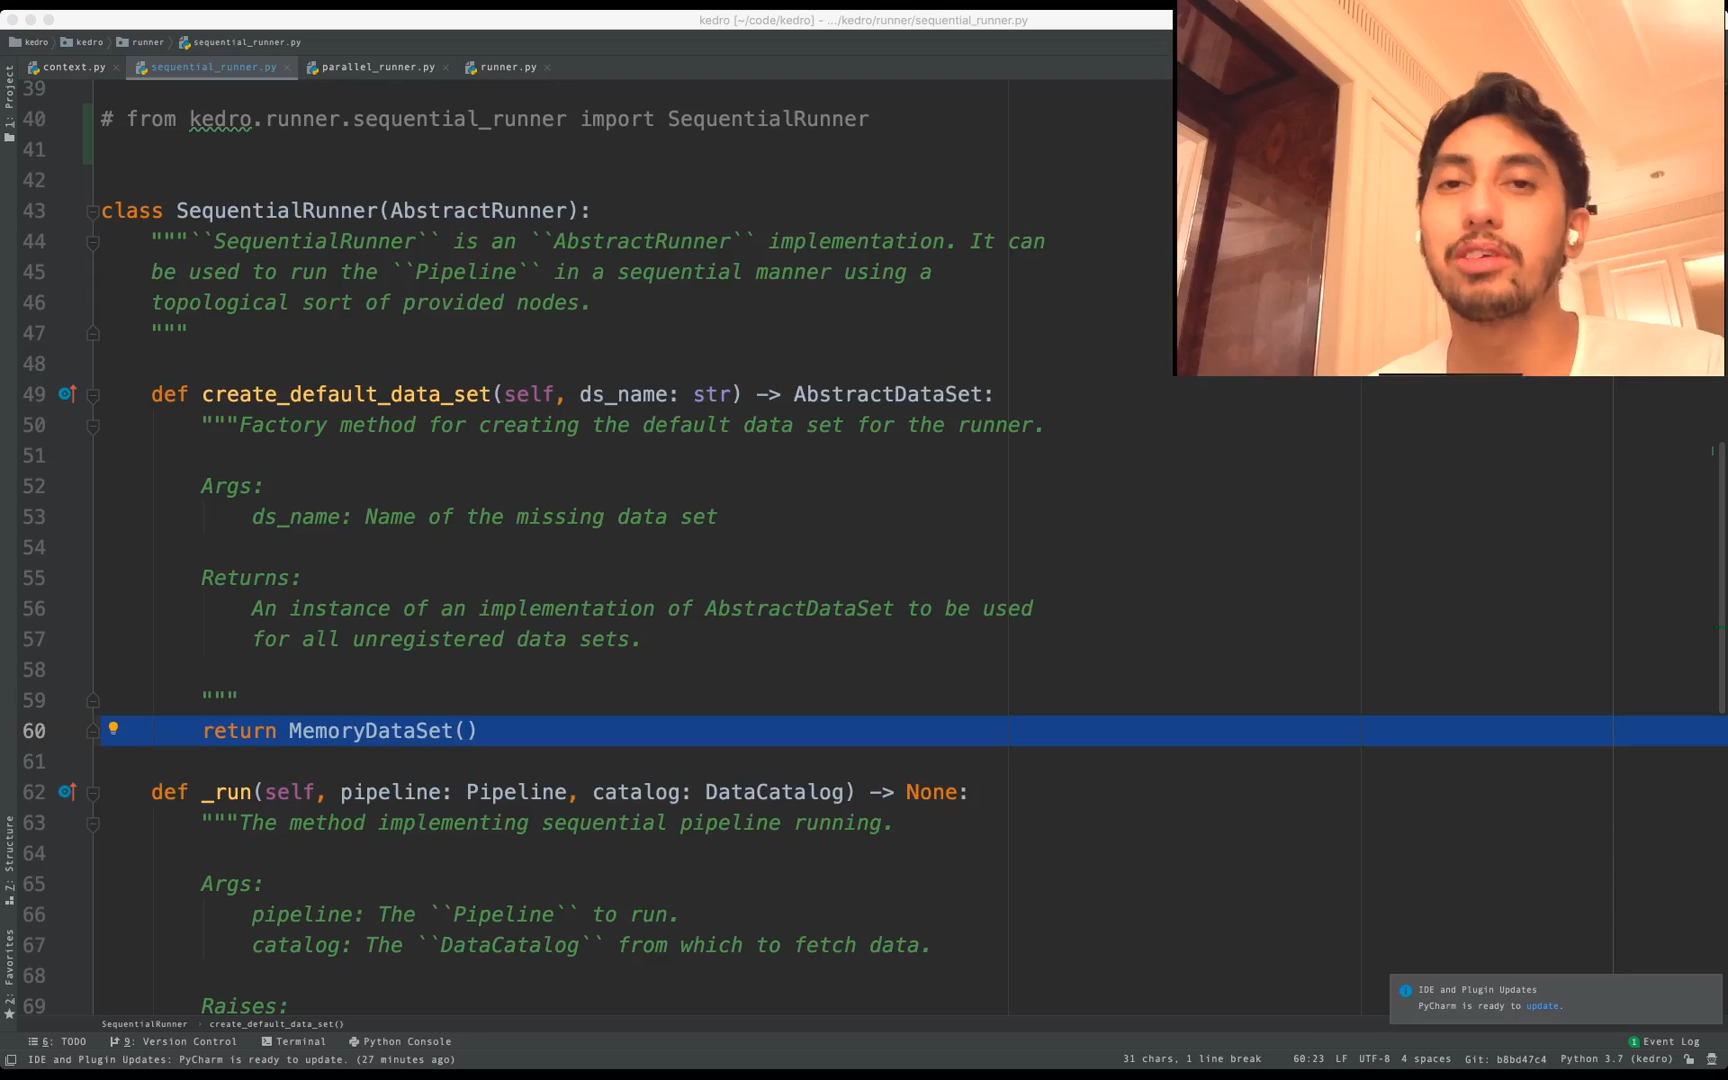 kedro [~/code/kedro] - .../kedro/runner/sequential_runner.py
kedro kedro runner sequential_runner.py
context.py sequential_runner.py parallel_runner.py runner.py
1: Project
39
40 # from kedro.runner.sequential_runner import SequentialRunner
41
42
43 class SequentialRunner(AbstractRunner):
44 """``SequentialRunner`` is an ``AbstractRunner`` implementation. It can
45 be used to run the ``Pipeline`` in a sequential manner using a
46 topological sort of provided nodes.
47 """
48
49 def create_default_data_set(self, ds_name: str) -> AbstractDataSet:
50 """Factory method for creating the default data set for the runner.
51
52 Args:
53 ds_name: Name of the missing data set
54
55 Returns:
56 An instance of an implementation of AbstractDataSet to be used
57 for all unregistered data sets.
58
59 """
60 return MemoryDataSet()
61
62 def _run(self, pipeline: Pipeline, catalog: DataCatalog) -> None:
63 """The method implementing sequential pipeline running.
64
65 Args:
66 pipeline: The ``Pipeline`` to run.
67 catalog: The ``DataCatalog`` from which to fetch data.
68
69 Raises:
7: Structure
2: Favorites
IDE and Plugin Updates
PyCharm is ready to update.
SequentialRunner create_default_data_set()
6: TODO 9: Version Control Terminal Python Console 1 Event Log
IDE and Plugin Updates: PyCharm is ready to update. (27 minutes ago) 31 chars, 1 line break 60:23 LF UTF-8 4 spaces Git: b8bd47c4 Python 3.7 (kedro)